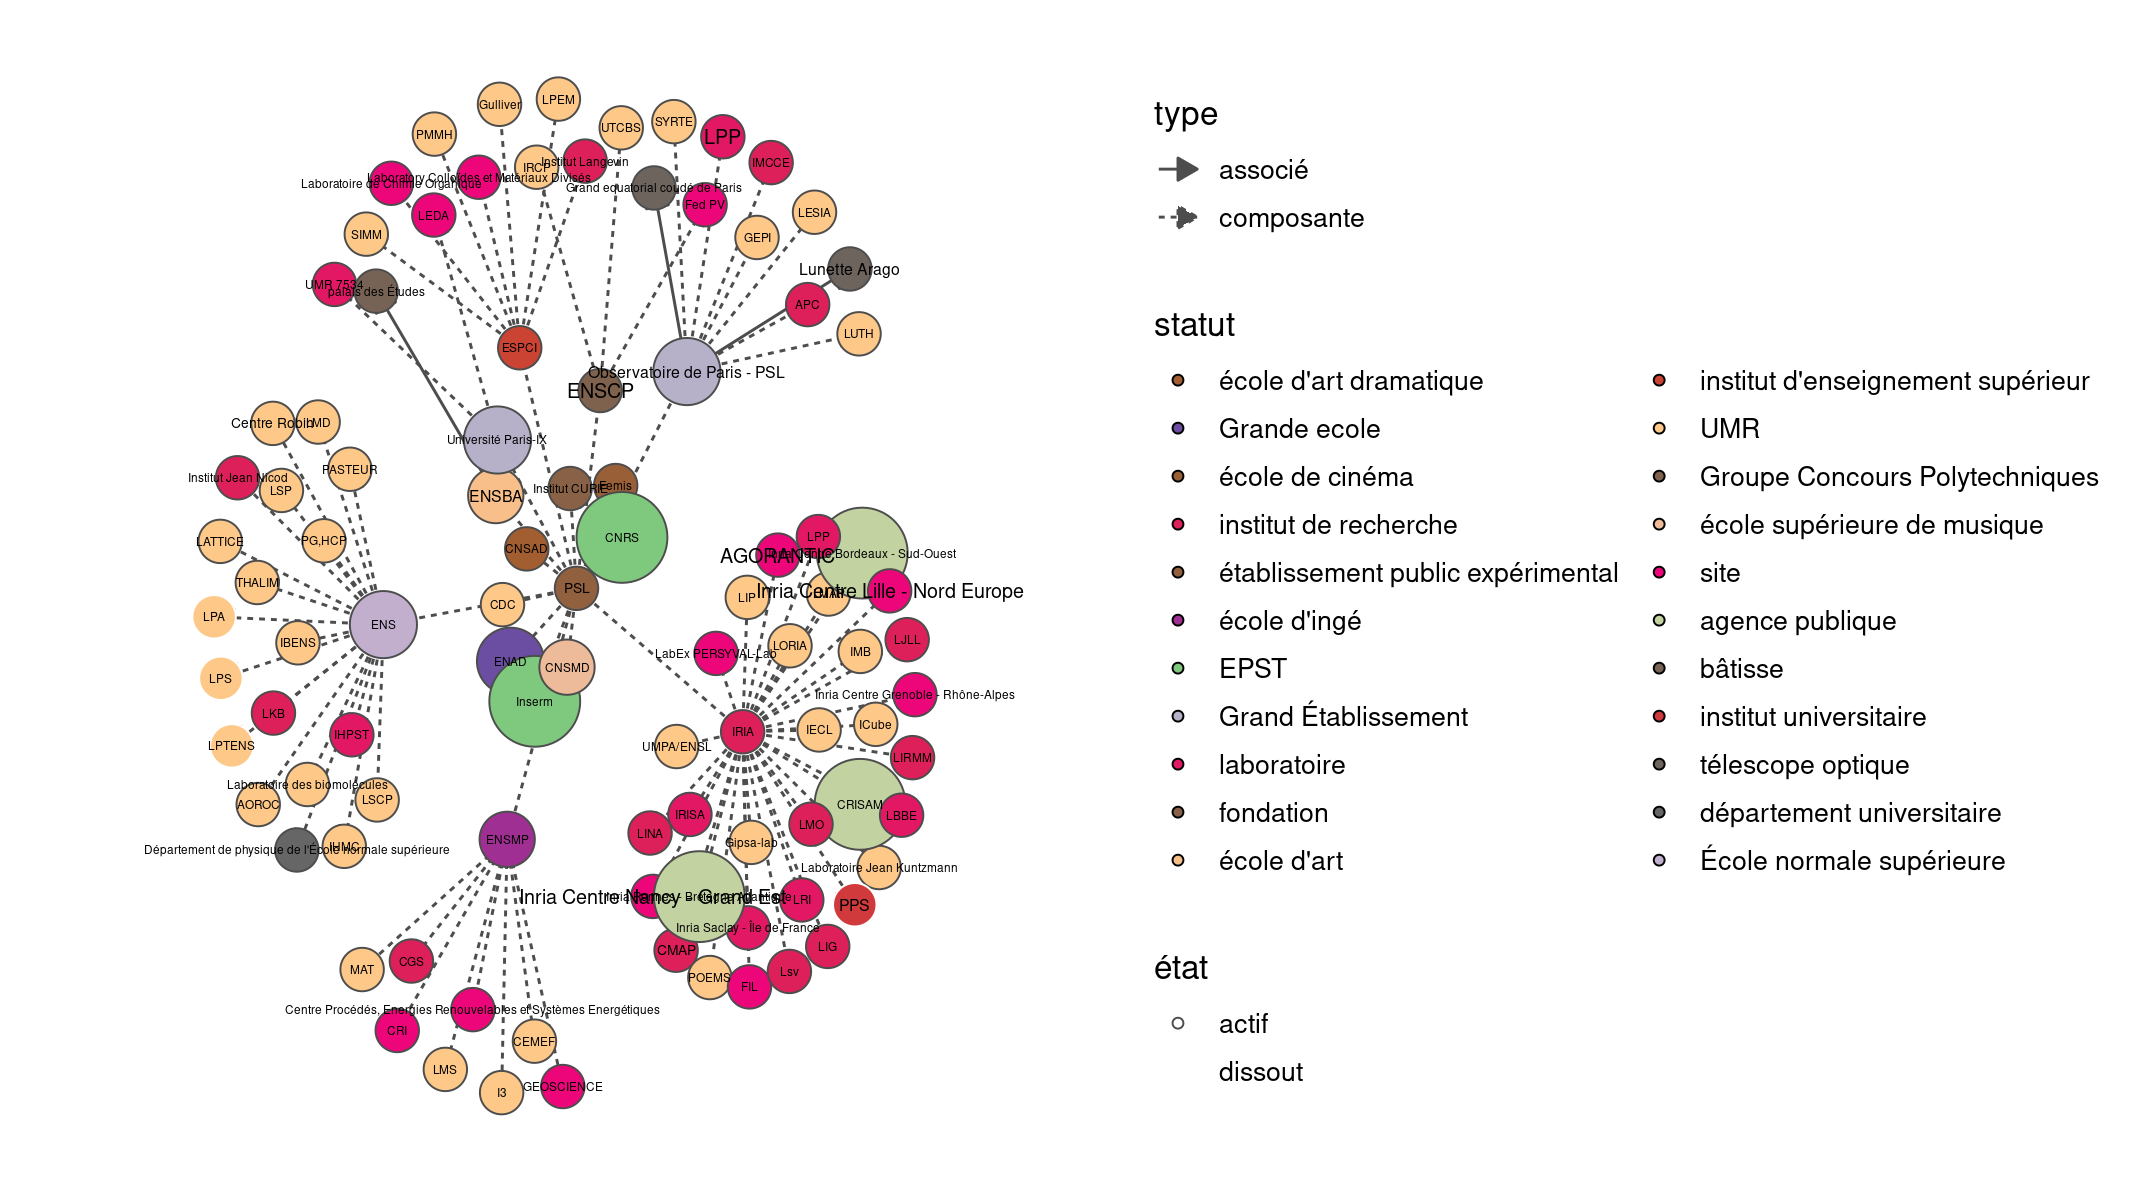 Gulliver
LPEM
PMMH
UTCBS
SYRTE
LPP
IRCP
Institut Langevin
IMCCE
Laboratory Colloïdes et Matériaux Divisés
Laboratoire de Chimie Organique
Grand equatorial coudé de Paris
Fed PV
LEDA
LESIA
SIMM
GEPI
Lunette Arago
UMR 7534
palais des Études
APC
LUTH
ESPCI
Observatoire de Paris - PSL
ENSCP
Centre Robin
LMD
Université Paris-IX
PASTEUR
Institut Jean Nicod
LSP
ENSBA
Institut CURIE
Femis
LATTICE
PG,HCP
CNRS
CNSAD
LPP
AGORANTIC
THALIM
PSL
LIP
Inria Centre Lille - Nord Europe
CDC
LPA
ENS
IBENS
LORIA
IMB
LJLL
LabEx PERSYVAL-Lab
ENAD
CNSMD
LPS
Inria Centre Grenoble - Rhône-Alpes
Inserm
LKB
IHPST
IRIA
IECL
ICube
LPTENS
UMPA/ENSL
LIRMM
Laboratoire des biomolécules
AOROC
LSCP
CRISAM
IRISA
LMO
LBBE
LINA
ENSMP
Gipsa-lab
Département de physique de l'École normale supérieure
IHMC
Laboratoire Jean Kuntzmann
Inria Centre Nancy - Grand Est
LRI
PPS
Inria Saclay - Île de France
CMAP
LIG
MAT
CGS
POEMS
FIL
Lsv
Centre Procédés, Energies Renouvelables et Systèmes Energétiques
CRI
CEMEF
LMS
I3
GEOSCIENCE
type
associé
composante
statut
école d'art dramatique
Grande ecole
école de cinéma
institut de recherche
établissement public expérimental
école d'ingé
EPST
Grand Établissement
laboratoire
fondation
école d'art
institut d'enseignement supérieur
UMR
Groupe Concours Polytechniques
école supérieure de musique
site
agence publique
bâtisse
institut universitaire
télescope optique
département universitaire
École normale supérieure
état
actif
dissout